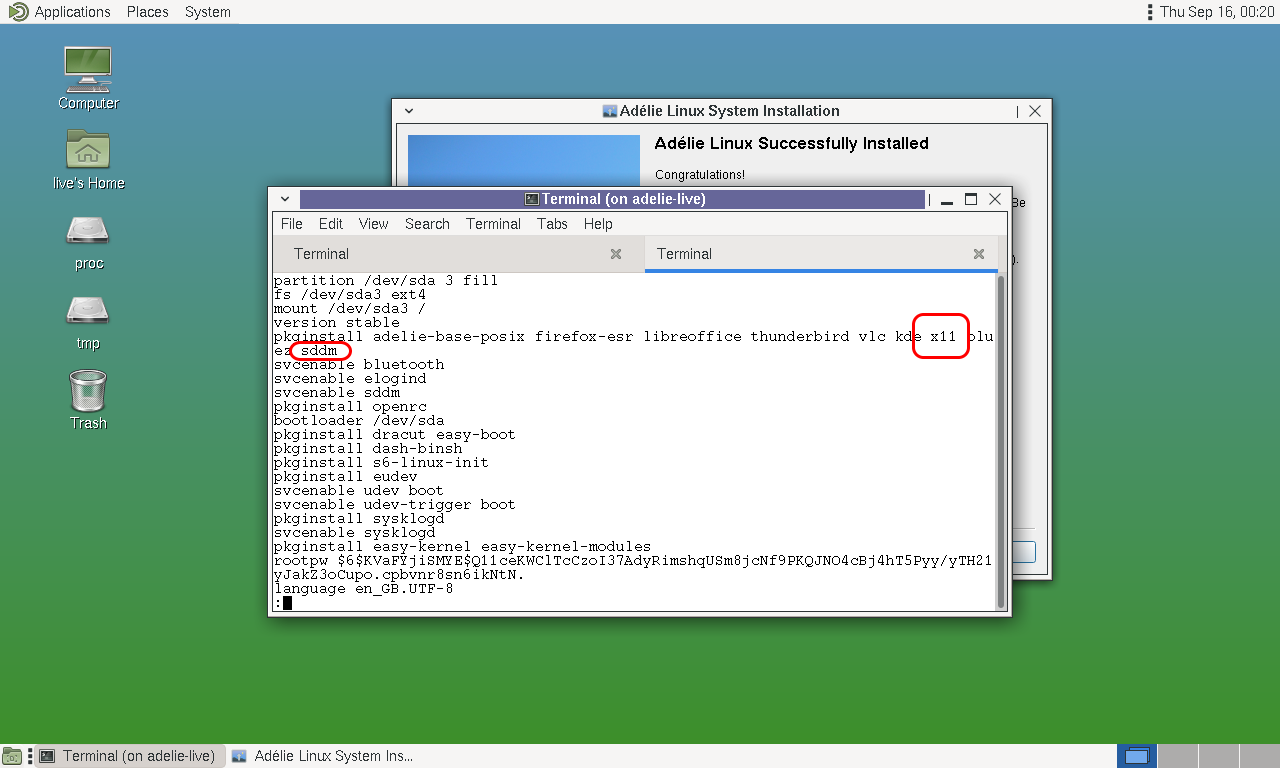 Applications Places System
Thu Sep 16, 00:20
Computer
live's Home
proc
tmp
Trash
Adélie Linux System Installation
Adélie Linux Successfully Installed
Congratulations!
Be
).
Terminal (on adelie-live)
File Edit View Search Terminal Tabs Help
Terminal
Terminal
partition /dev/sda 3 fill
fs /dev/sda3 ext4
mount /dev/sda3 /
version stable
pkginstall adelie-base-posix firefox-esr libreoffice thunderbird vlc kde x11 blu
ez sddm
svcenable bluetooth
svcenable elogind
svcenable sddm
pkginstall openrc
bootloader /dev/sda
pkginstall dracut easy-boot
pkginstall dash-binsh
pkginstall s6-linux-init
pkginstall eudev
svcenable udev boot
svcenable udev-trigger boot
pkginstall sysklogd
svcenable sysklogd
pkginstall easy-kernel easy-kernel-modules
rootpw $6$KVaFYjiSMYE$Q11ceKWClTcCzoI37AdyRimshqUSm8jcNf9PKQJNO4cBj4hT5Pyy/yTH21
yJakZ3oCupo.cpbvnr8sn6ikNtN.
language en_GB.UTF-8
:
Terminal (on adelie-live)
Adélie Linux System Ins...